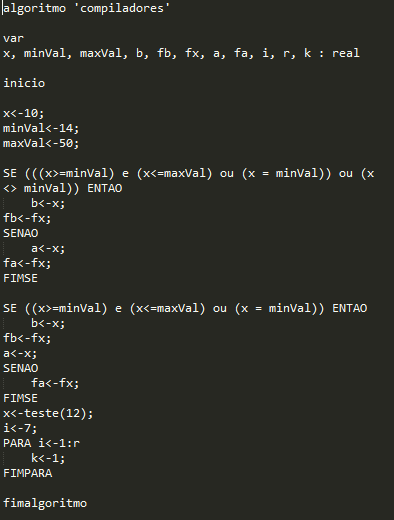 algoritmo 'compiladores'
var
x, minVal, maxVal, b, fb, fx, a, fa, i, r, k : real
inicio
x<-10;
minVal<-14;
maxVal<-50;
SE (((x>=minVal) e (x<=maxVal) ou (x = minVal)) ou (x
<> minVal)) ENTAO
b<-x;
fb<-fx;
SENAO
a<-x;
fa<-fx;
FIMSE
SE ((x>=minVal) e (x<=maxVal) ou (x = minVal)) ENTAO
b<-x;
fb<-fx;
a<-x;
SENAO
fa<-fx;
FIMSE
x<-teste(12);
i<-7;
PARA i<-1:r
k<-1;
FIMPARA
fimalgoritmo